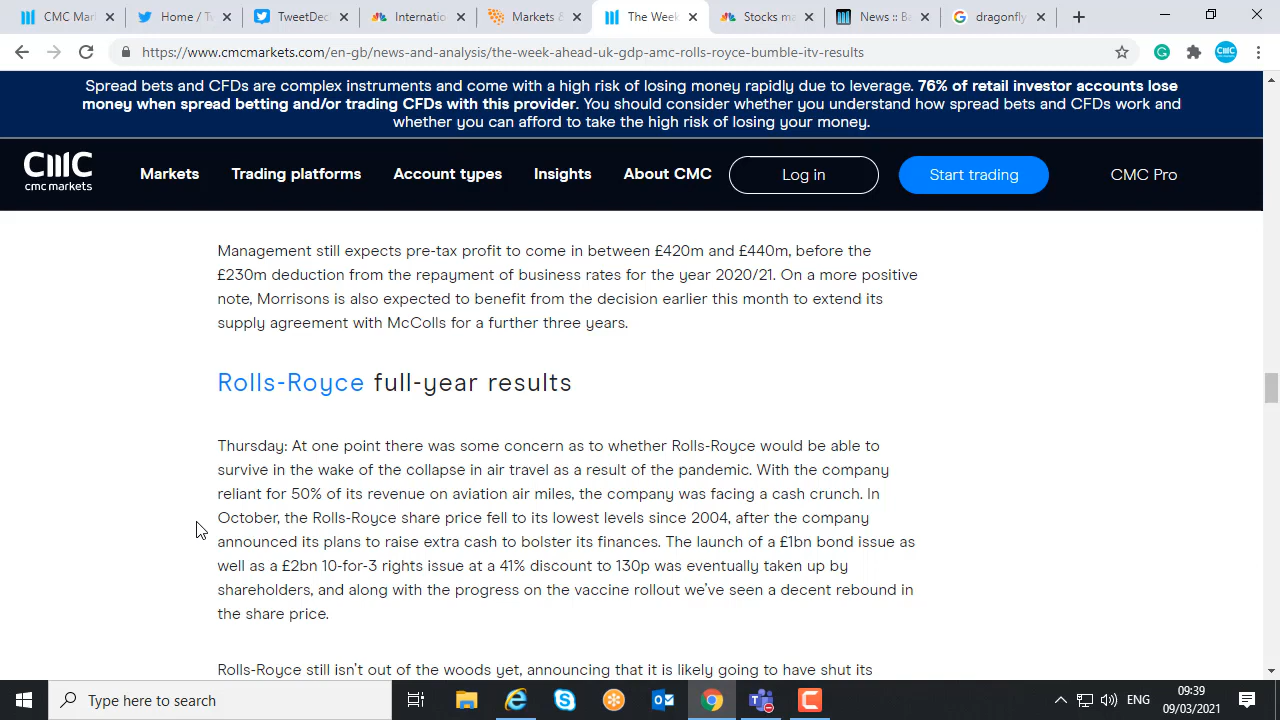 CMC Mar
Home / T
TweetDec
Internatio
Markets &
The Week
Stocks ma
News :: Ba
dragonfly
https://www.cmcmarkets.com/en-gb/news-and-analysis/the-week-ahead-uk-gdp-amc-rolls-royce-bumble-itv-results
Spread bets and CFDs are complex instruments and come with a high risk of losing money rapidly due to leverage. 76% of retail investor accounts lose
money when spread betting and/or trading CFDs with this provider. You should consider whether you understand how spread bets and CFDs work and
whether you can afford to take the high risk of losing your money.
CMC
cmc markets
Markets
Trading platforms
Account types
Insights
About CMC
Log in
Start trading
CMC Pro
Management still expects pre-tax profit to come in between £420m and £440m, before the
£230m deduction from the repayment of business rates for the year 2020/21. On a more positive
note, Morrisons is also expected to benefit from the decision earlier this month to extend its
supply agreement with McColls for a further three years.
Rolls-Royce full-year results
Thursday: At one point there was some concern as to whether Rolls-Royce would be able to
survive in the wake of the collapse in air travel as a result of the pandemic. With the company
reliant for 50% of its revenue on aviation air miles, the company was facing a cash crunch. In
October, the Rolls-Royce share price fell to its lowest levels since 2004, after the company
announced its plans to raise extra cash to bolster its finances. The launch of a £1bn bond issue as
well as a £2bn 10-for-3 rights issue at a 41% discount to 130p was eventually taken up by
shareholders, and along with the progress on the vaccine rollout we've seen a decent rebound in
the share price.
Rolls-Royce still isn't out of the woods yet, announcing that it is likely going to have shut its
Type here to search
ENG
09:39
09/03/2021